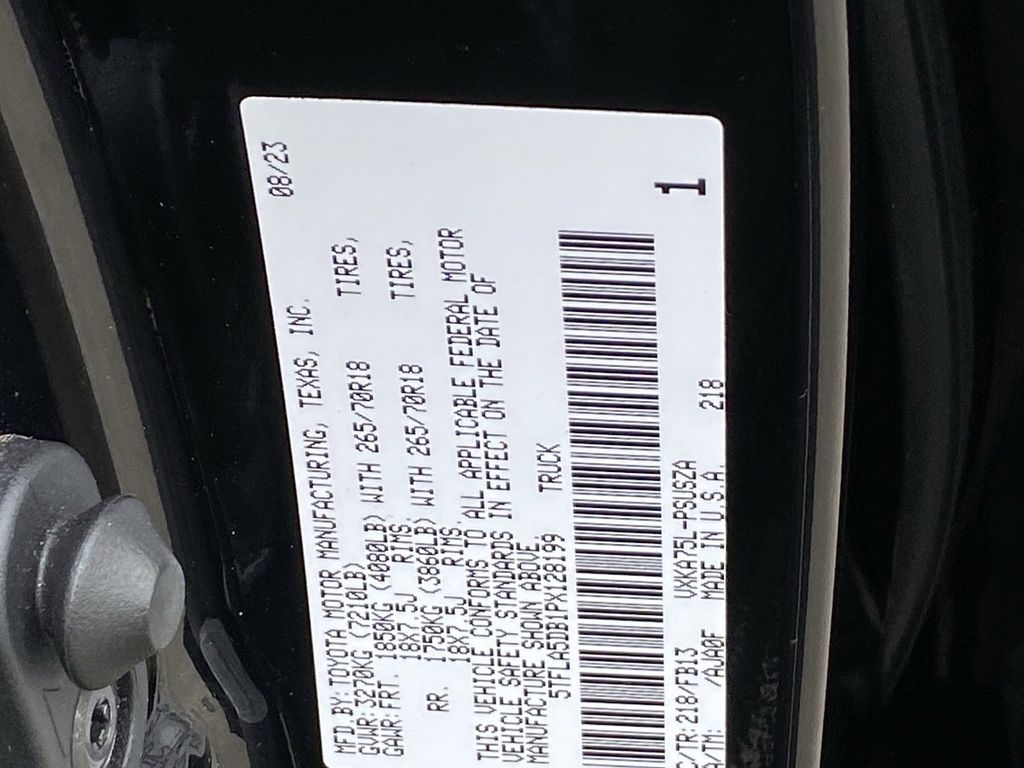 08/23
MFD.BY:TOYOTA MOTOR MANUFACTURING, TEXAS, INC.
GVWR:3270KG (7210LB)
GAWR:FRT. 1850KG (4080LB) WITH 265/70R18 TIRES,
18X7.5J RIMS.
RR. 1750KG (3860LB) WITH 265/70R18 TIRES,
18X7.5J RIMS.
THIS VEHICLE CONFORMS TO ALL APPLICABLE FEDERAL MOTOR
VEHICLE SAFETY STANDARDS IN EFFECT ON THE DATE OF
MANUFACTURE SHOWN ABOVE.
5TFLA5DB1PX128199 TRUCK
1
C/TR:218/FB13 VXKA75L-PSUSZA 218
A/TM: /AJA0F MADE IN U.S.A.